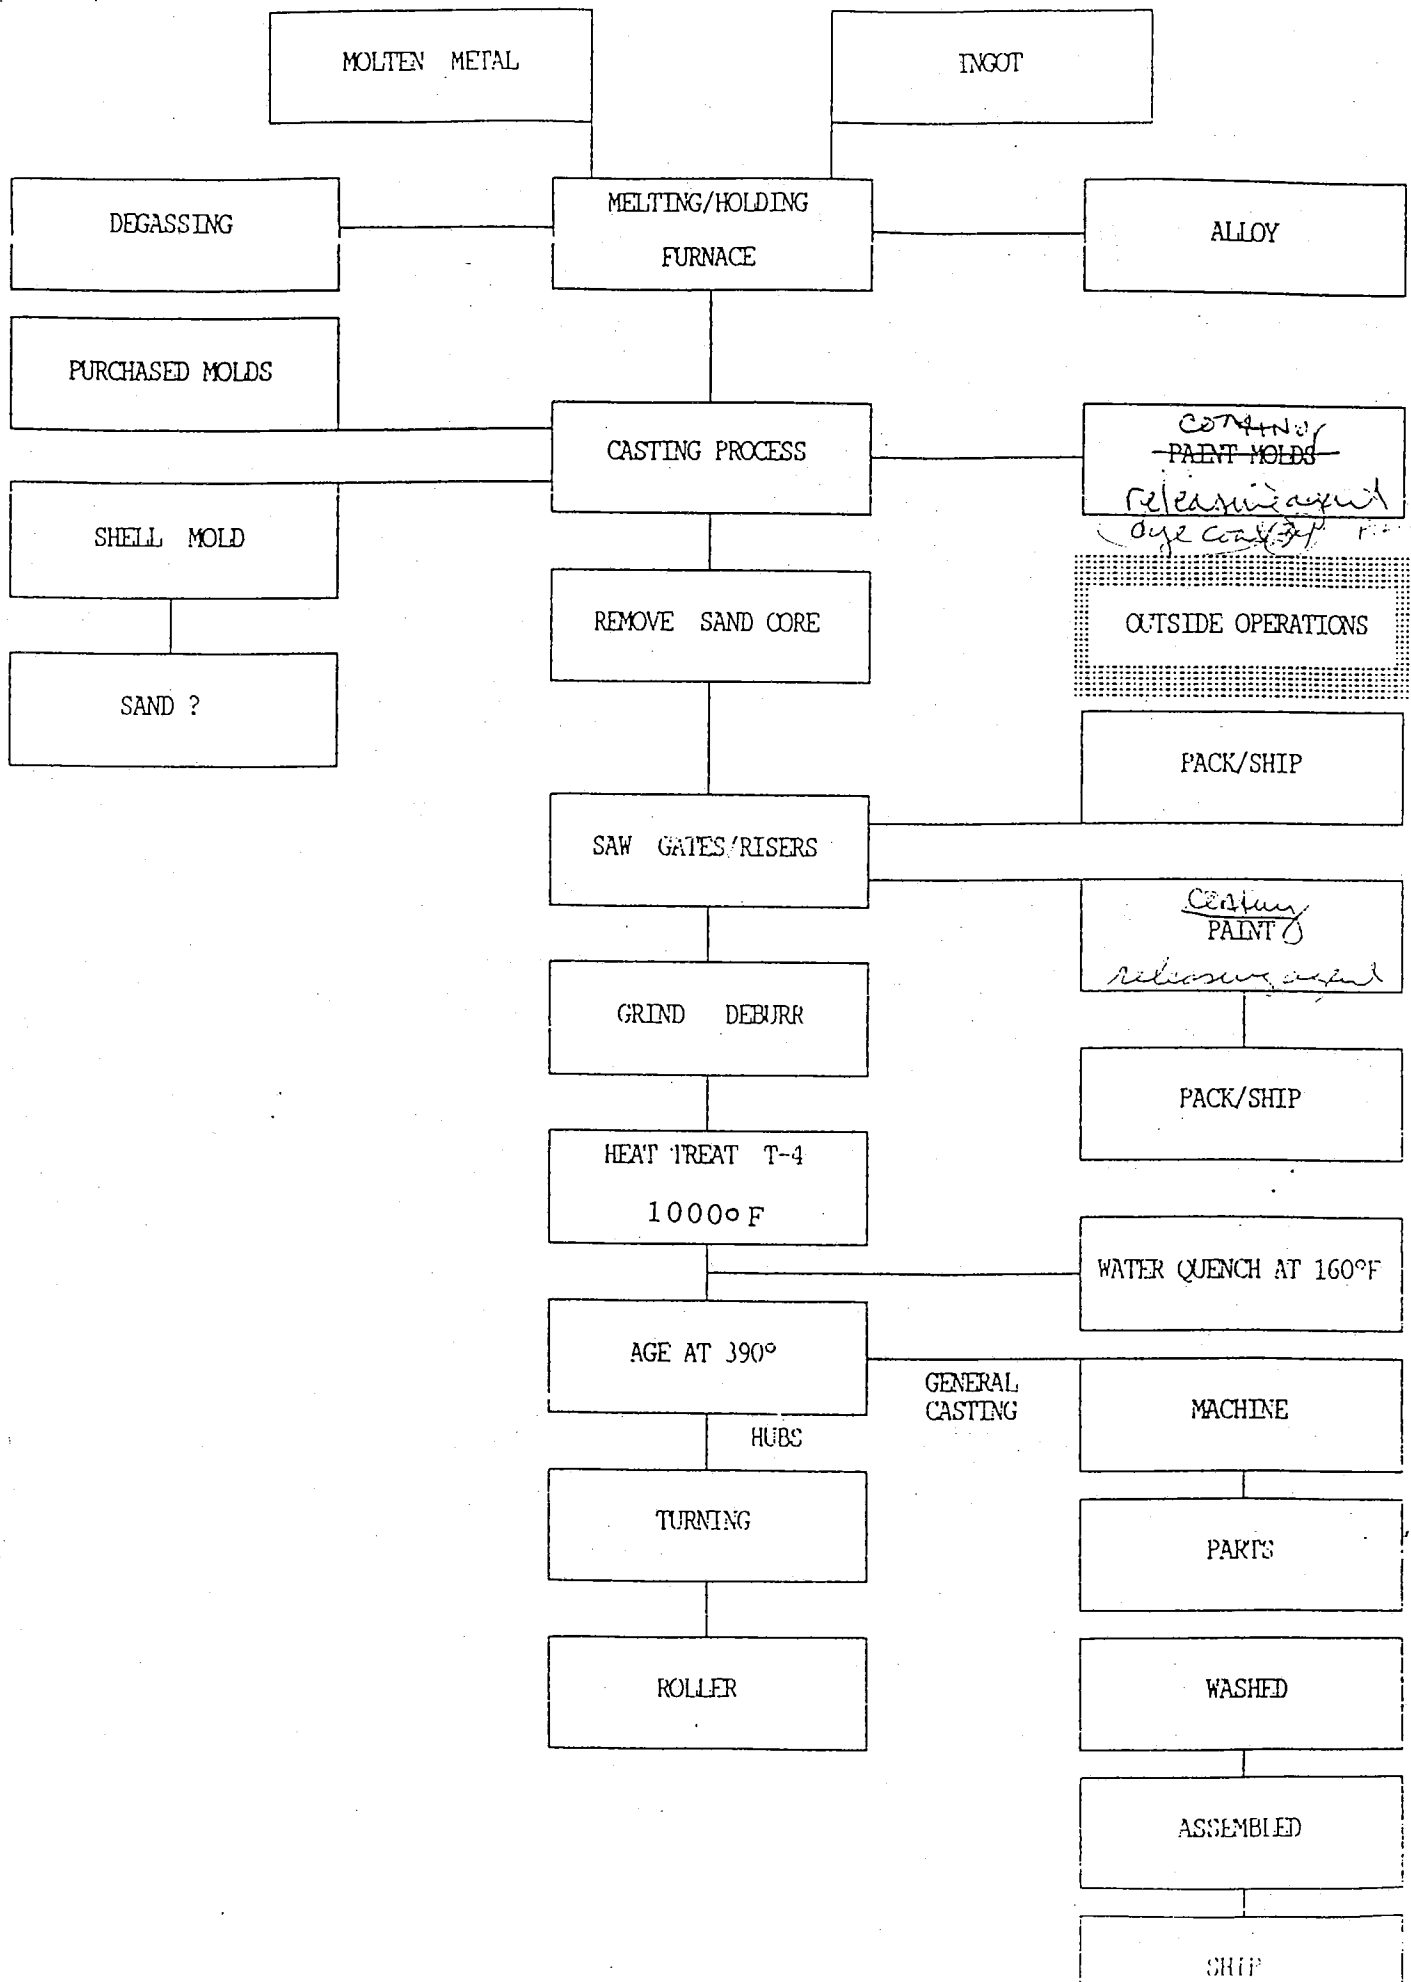 MOLTEN METAL
INGOT
DEGASSING
MELTING/HOLDING
FURNACE
ALLOY
PURCHASED MOLDS
CASTING PROCESS
PAINT MOLDS
SHELL MOLD
REMOVE SAND CORE
OUTSIDE OPERATIONS
SAND ?
PACK/SHIP
SAW GATES/RISERS
PAINT
releasing agent
GRIND DEBURR
PACK/SHIP
HEAT TREAT T-4
1000° F
WATER QUENCH AT 160°F
AGE AT 390°
GENERAL
CASTING
MACHINE
HUBS
TURNING
PARTS
ROLLER
WASHED
ASSEMBLED
SHIP